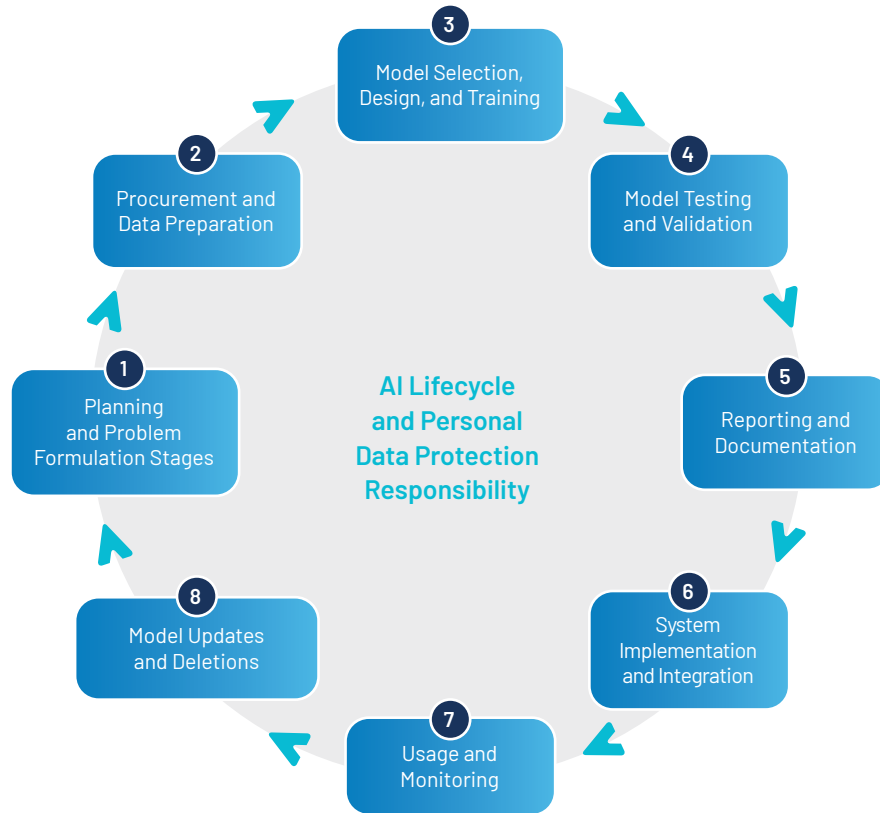 3
Model Selection,
Design, and Training
2
Procurement and
Data Preparation
4
Model Testing
and Validation
1
Planning
and Problem
Formulation Stages
AI Lifecycle
and Personal
Data Protection
Responsibility
5
Reporting and
Documentation
8
Model Updates
and Deletions
6
System
Implementation
and Integration
7
Usage and
Monitoring